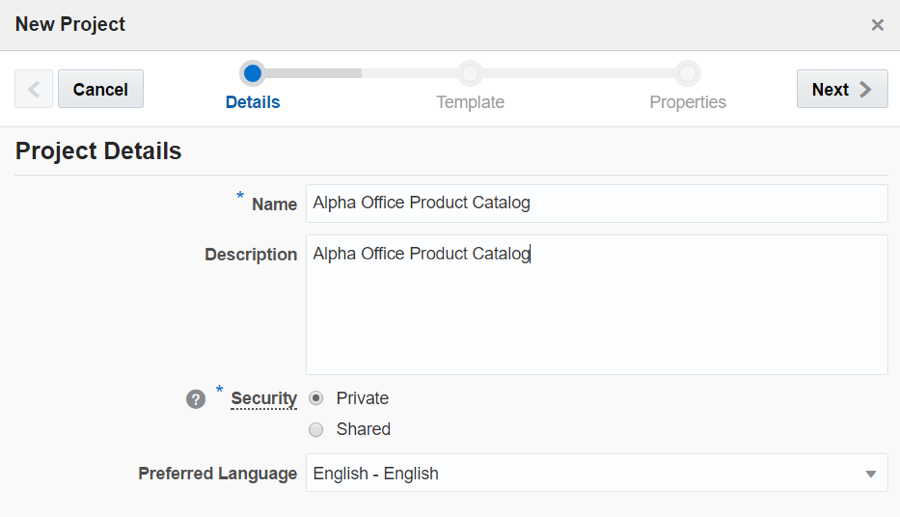 New Project ×
Cancel Next
Details Template Properties
Project Details
* Name Alpha Office Product Catalog
Description Alpha Office Product Catalog
? * Security Private
Shared
Preferred Language English - English